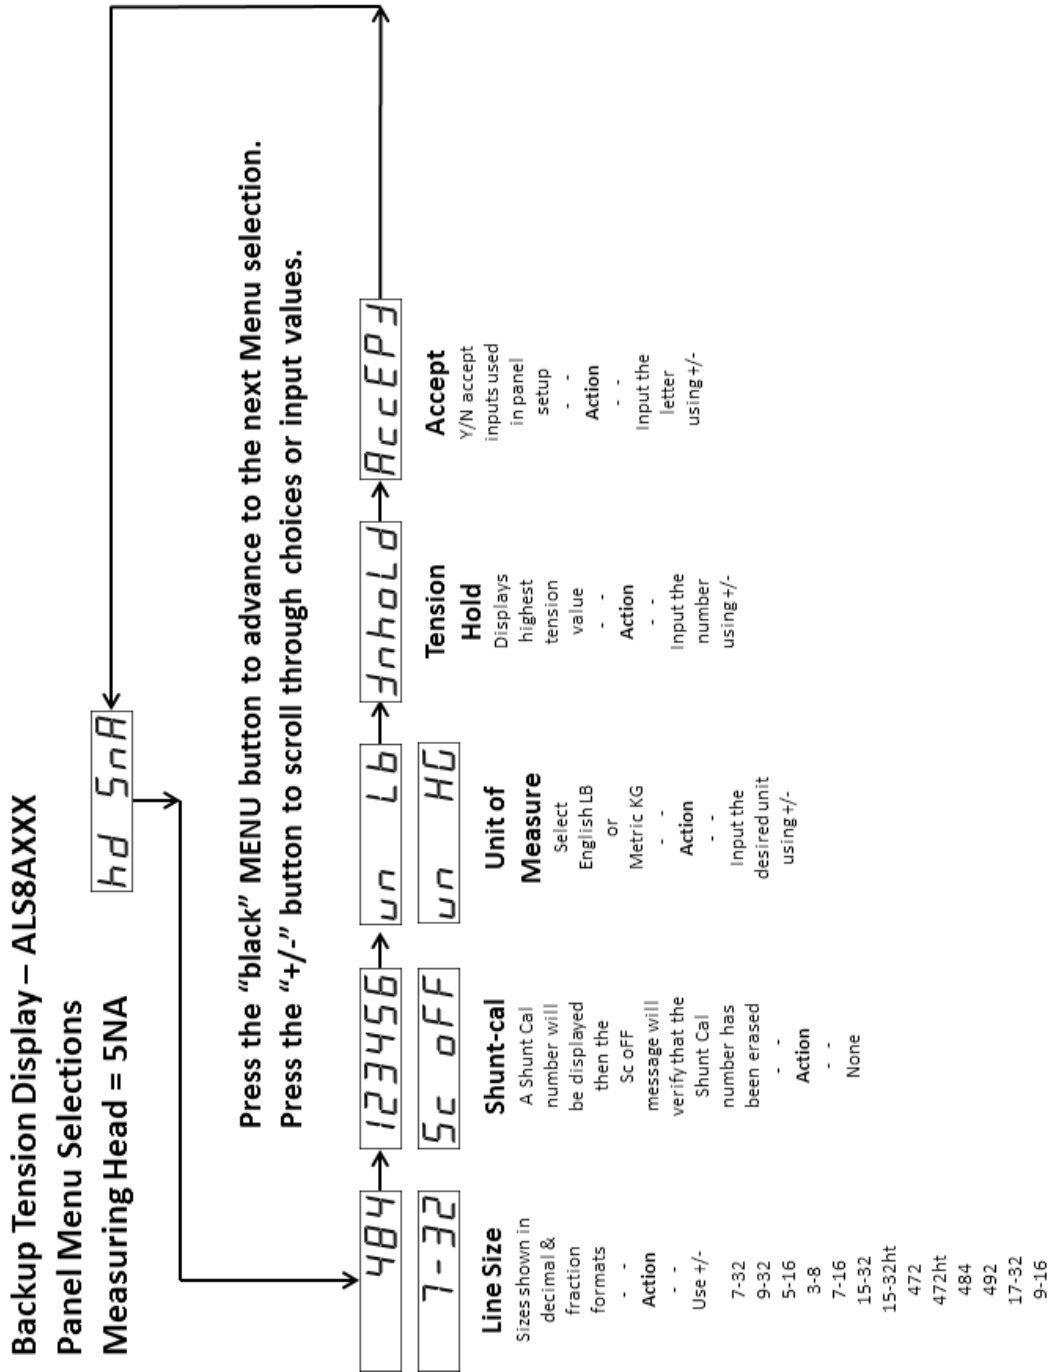 Backup Tension Display – ALS8AXXX
Panel Menu Selections
Measuring Head = 5NA
hd 5nA
Press the “black” MENU button to advance to the next Menu selection.
Press the “+/-” button to scroll through choices or input values.
484
7-32
Line Size
Sizes shown in
decimal &
fraction
formats
- -
Action
- -
Use +/-
7-32
9-32
5-16
3-8
7-16
15-32
15-32ht
472
472ht
484
492
17-32
9-16
123456
Sc oFF
Shunt-cal
A Shunt Cal
number will
be displayed
then the
Sc oFF
message will
verify that the
Shunt Cal
number has
been erased
- -
Action
- -
None
un Lb
un HG
Unit of
Measure
Select
English LB
or
Metric KG
- -
Action
- -
Input the
desired unit
using +/-
tnhoLd
Tension
Hold
Displays
highest
tension
value
- -
Action
- -
Input the
number
using +/-
AccEPt
Accept
Y/N accept
inputs used
in panel
setup
- -
Action
- -
Input the
letter
using +/-